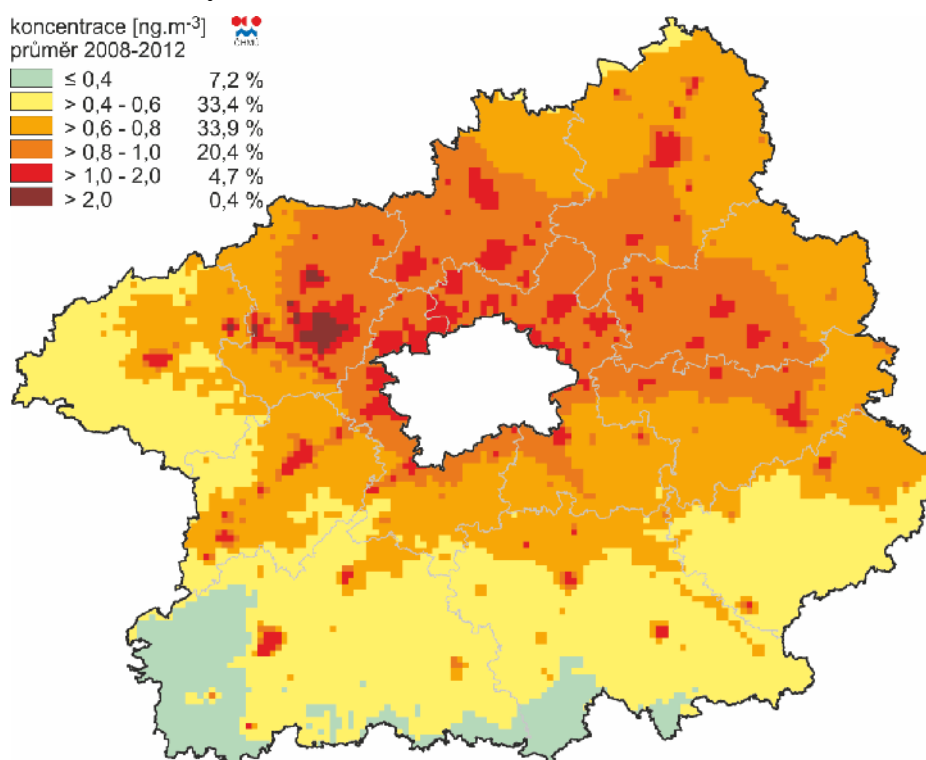 koncentrace [ng.m⁻³]
ČHMÚ
průměr 2008-2012
≤ 0,4 7,2 %
> 0,4 - 0,6 33,4 %
> 0,6 - 0,8 33,9 %
> 0,8 - 1,0 20,4 %
> 1,0 - 2,0 4,7 %
> 2,0 0,4 %